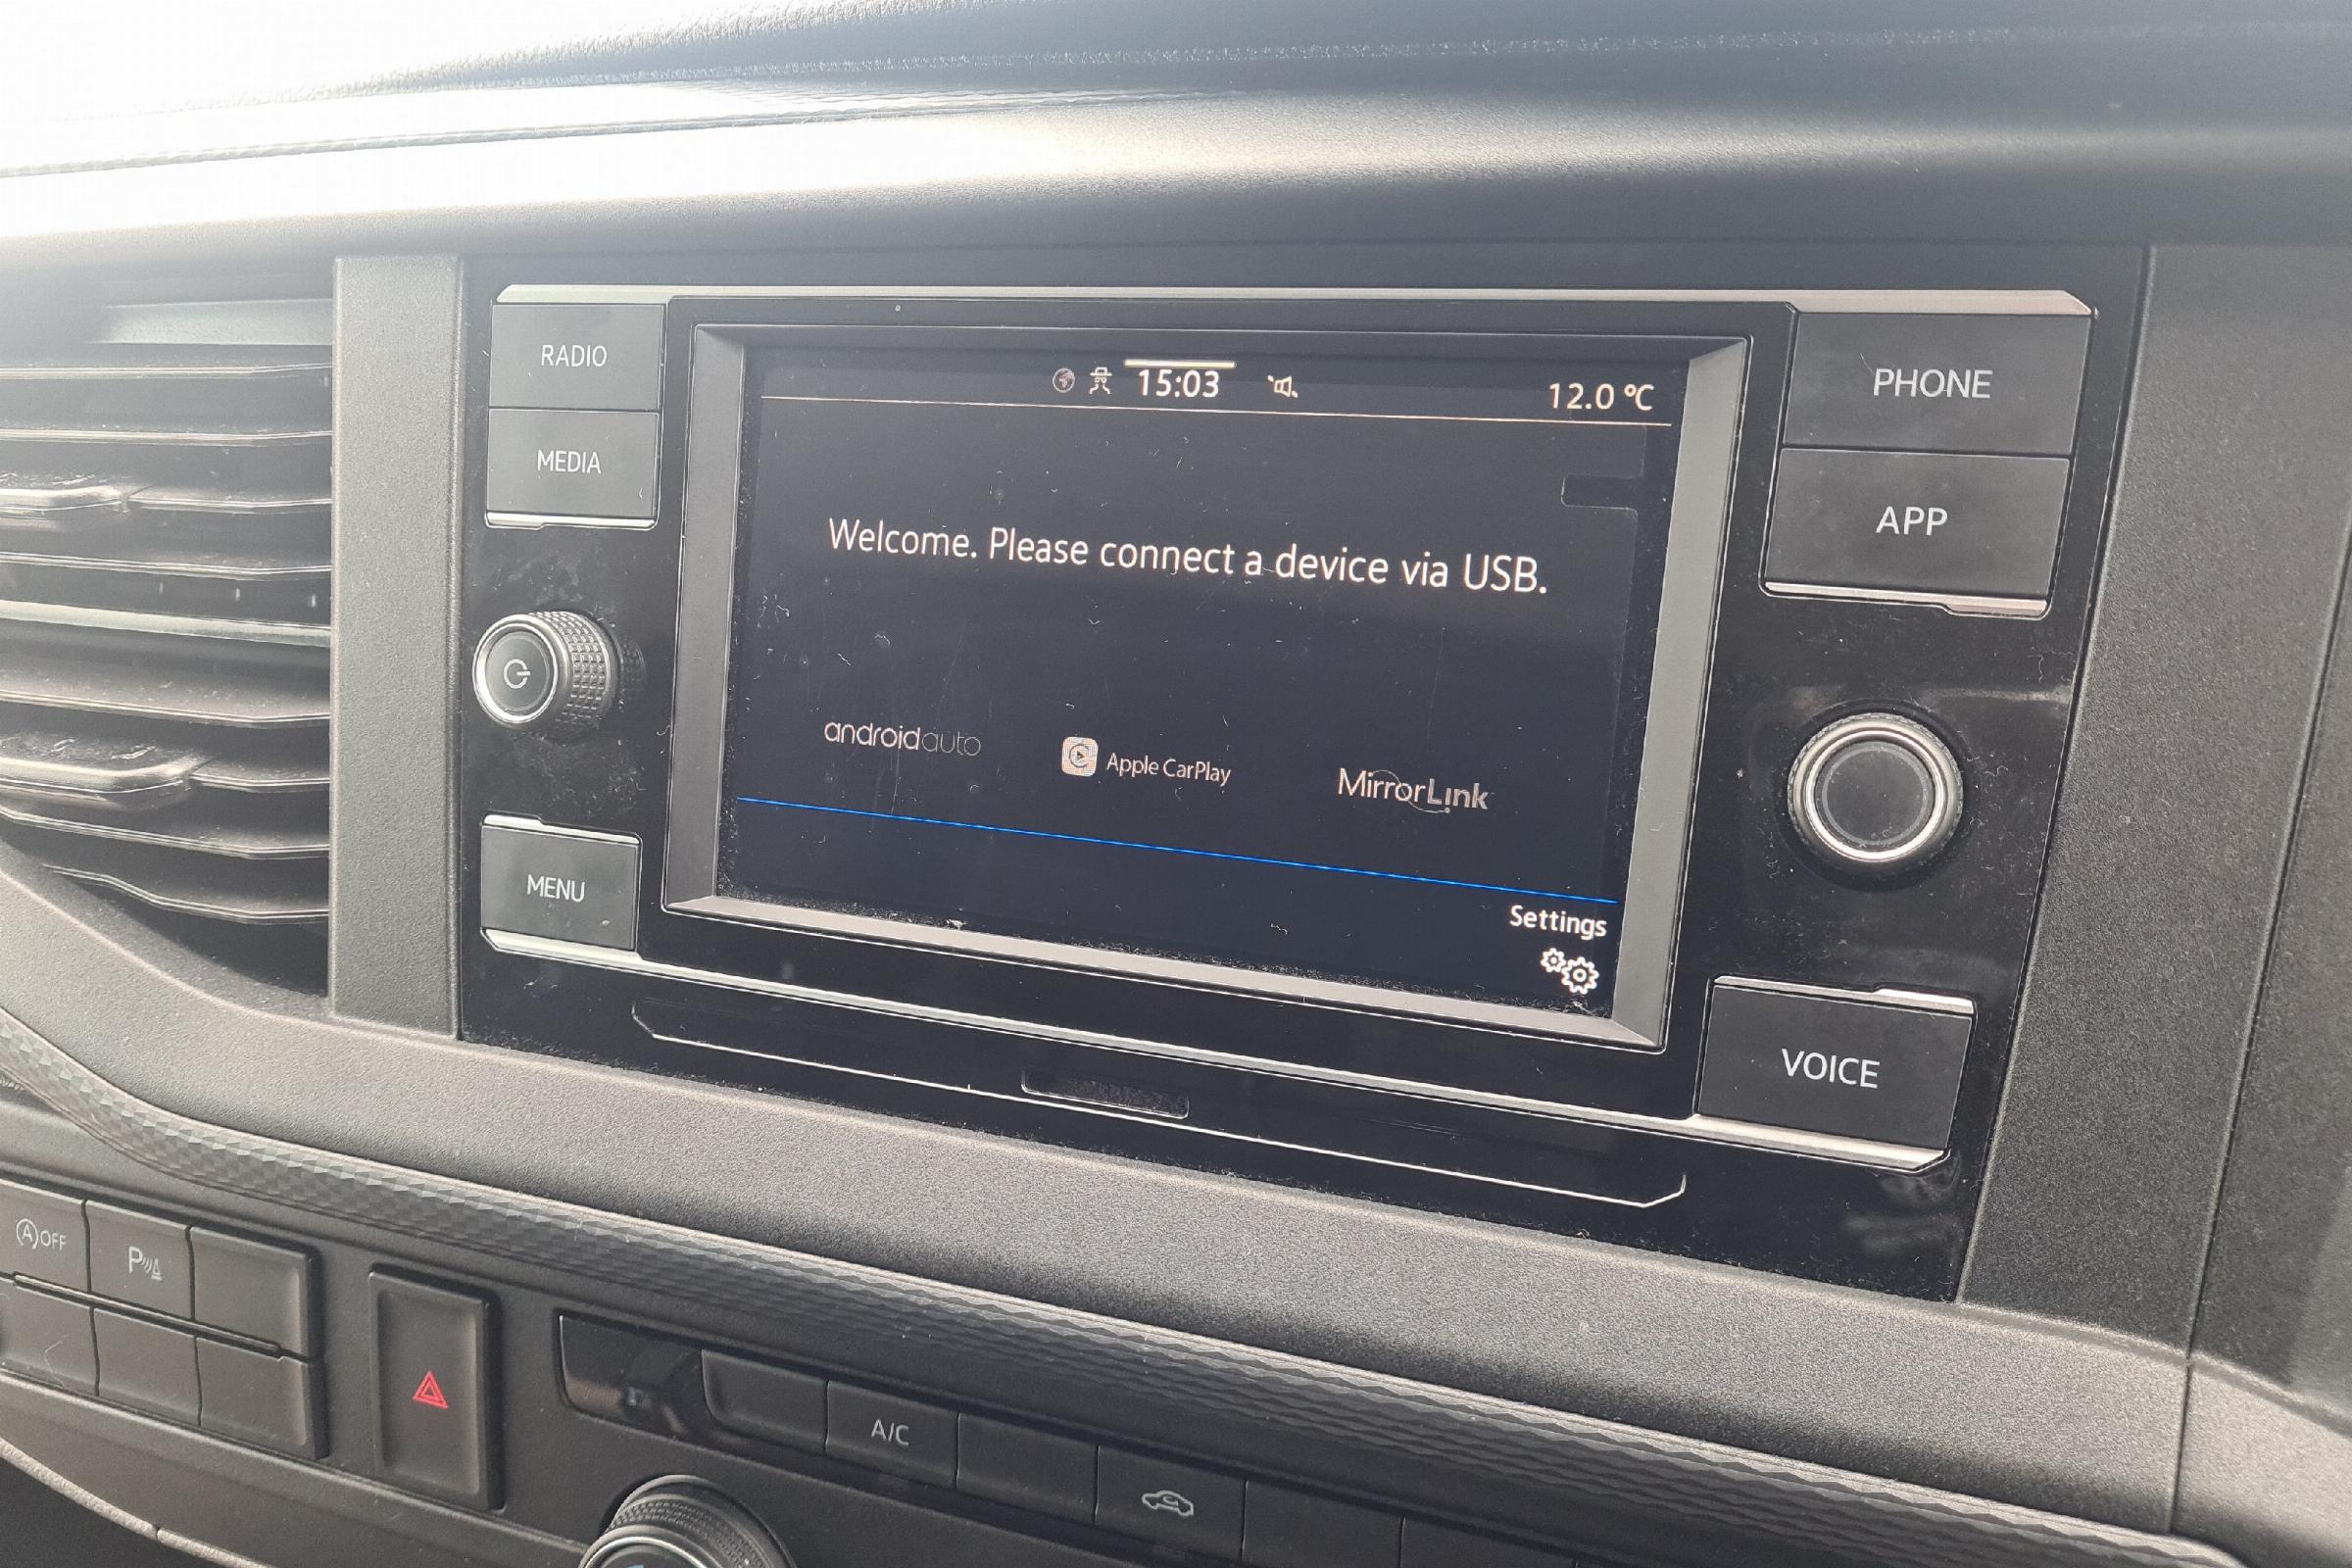 RADIO
MEDIA
15:03
12.0 °C
PHONE
APP
Welcome. Please connect a device via USB.
androidauto
Apple CarPlay
MirrorLink
MENU
Settings
VOICE
(A)OFF
P
A/C